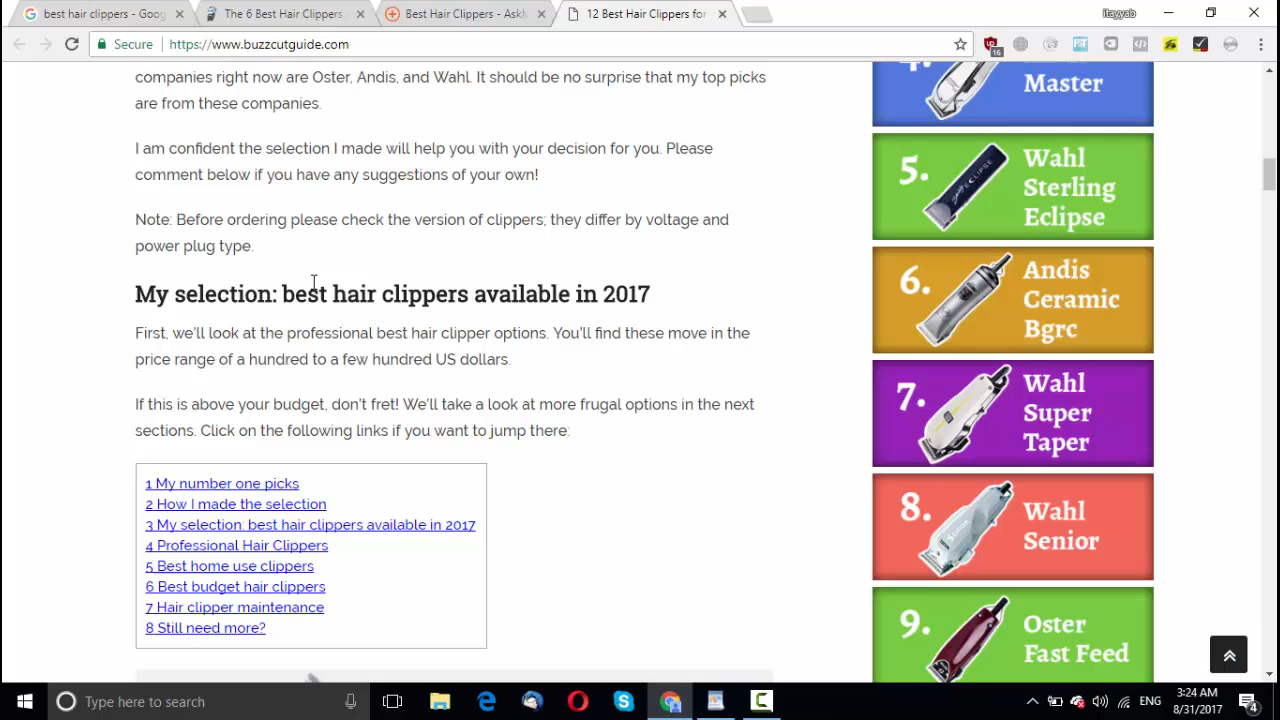 best hair clippers - Goog
The 6 Best Hair Clippers
Best Hair Clippers - AskM
12 Best Hair Clippers for
itayyab
Secure
https://www.buzzcutguide.com
16
companies right now are Oster, Andis, and Wahl. It should be no surprise that my top picks
are from these companies.
I am confident the selection I made will help you with your decision for you. Please
comment below if you have any suggestions of your own!
Note: Before ordering please check the version of clippers; they differ by voltage and
power plug type.
My selection: best hair clippers available in 2017
First, we'll look at the professional best hair clipper options. You'll find these move in the
price range of a hundred to a few hundred US dollars.
If this is above your budget, don't fret! We'll take a look at more frugal options in the next
sections. Click on the following links if you want to jump there:
1 My number one picks
2 How I made the selection
3 My selection: best hair clippers available in 2017
4 Professional Hair Clippers
5 Best home use clippers
6 Best budget hair clippers
7 Hair clipper maintenance
8 Still need more?
4.
Master
5.
Wahl
Sterling
Eclipse
6.
Andis
Ceramic
Bgrc
7.
Wahl
Super
Taper
8.
Wahl
Senior
9.
Oster
Fast Feed
Type here to search
ENG
3:24 AM
8/31/2017
4